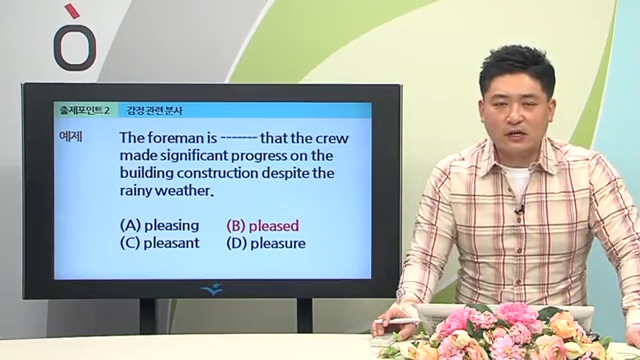 출제포인트 2 감정 관련 분사
예제
The foreman is ------- that the crew
made significant progress on the
building construction despite the
rainy weather.
(A) pleasing (B) pleased
(C) pleasant (D) pleasure